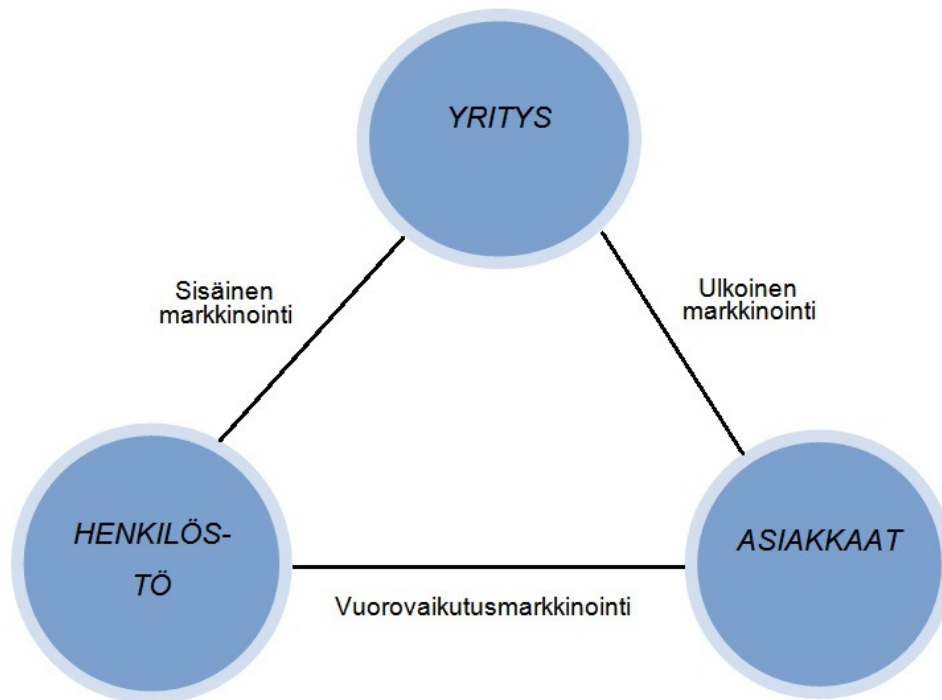 YRITYS
Sisäinen
markkinointi
Ulkoinen
markkinointi
HENKILÖS-
TÖ
ASIAKKAAT
Vuorovaikutusmarkkinointi